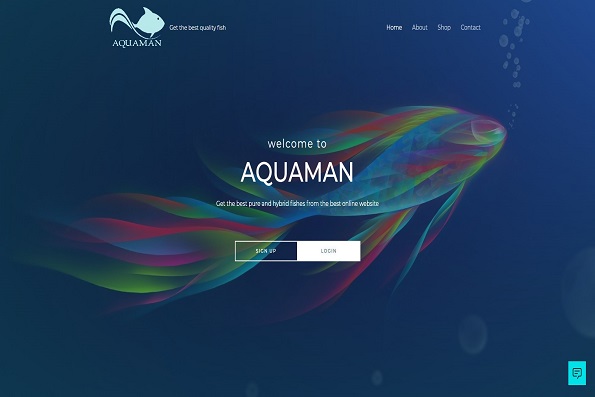 AQUAMAN
Get the best quality fish
Home About Shop Contact
welcome to
AQUAMAN
Get the best pure and hybrid fishes from the best online website
SIGN UP LOGIN